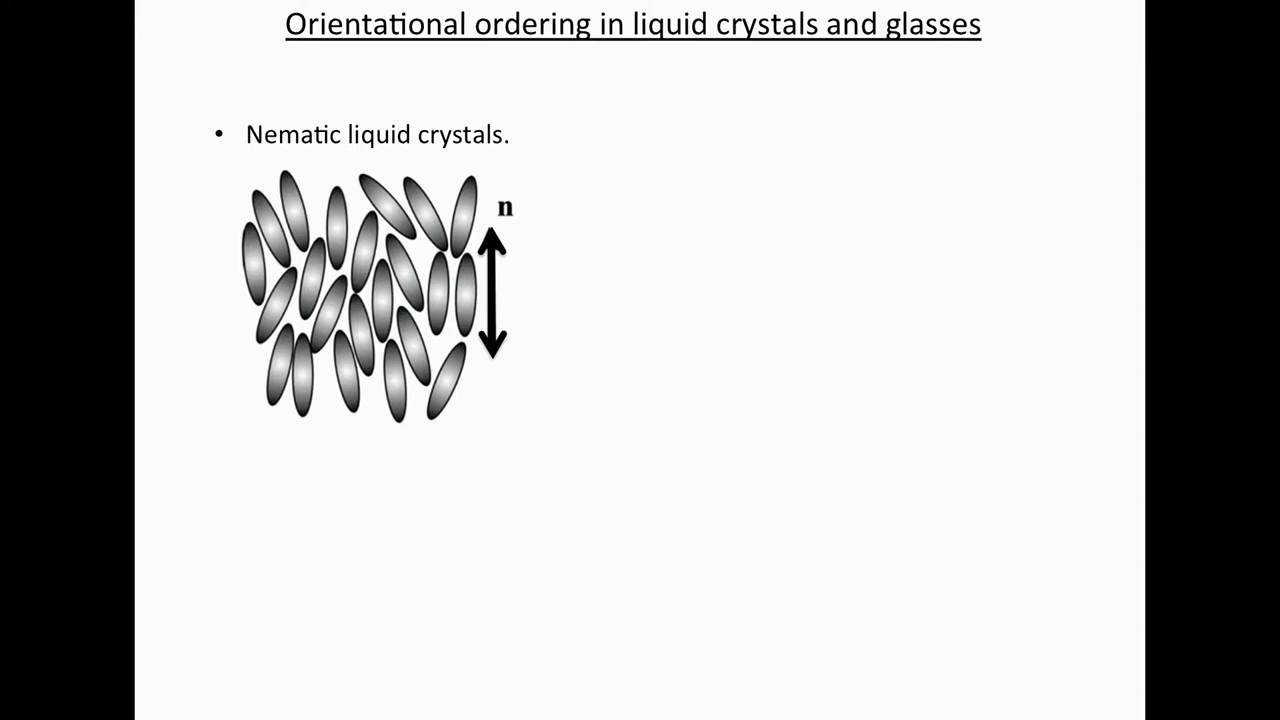 Orientational ordering in liquid crystals and glasses
• Nematic liquid crystals.
n